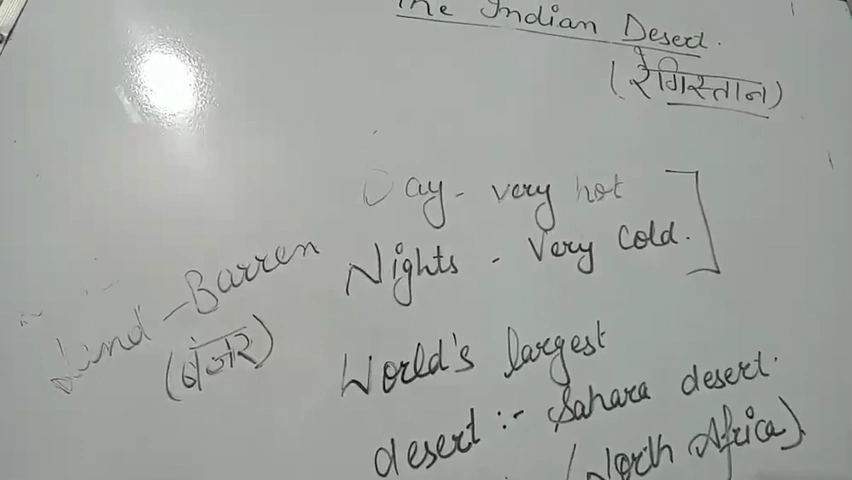 The Indian Desert.
(रेगिस्तान)
Day - very hot
Nights - Very cold.
Land - Barren
(बंजर)
World's largest
desert :- Sahara desert.
(North Africa).